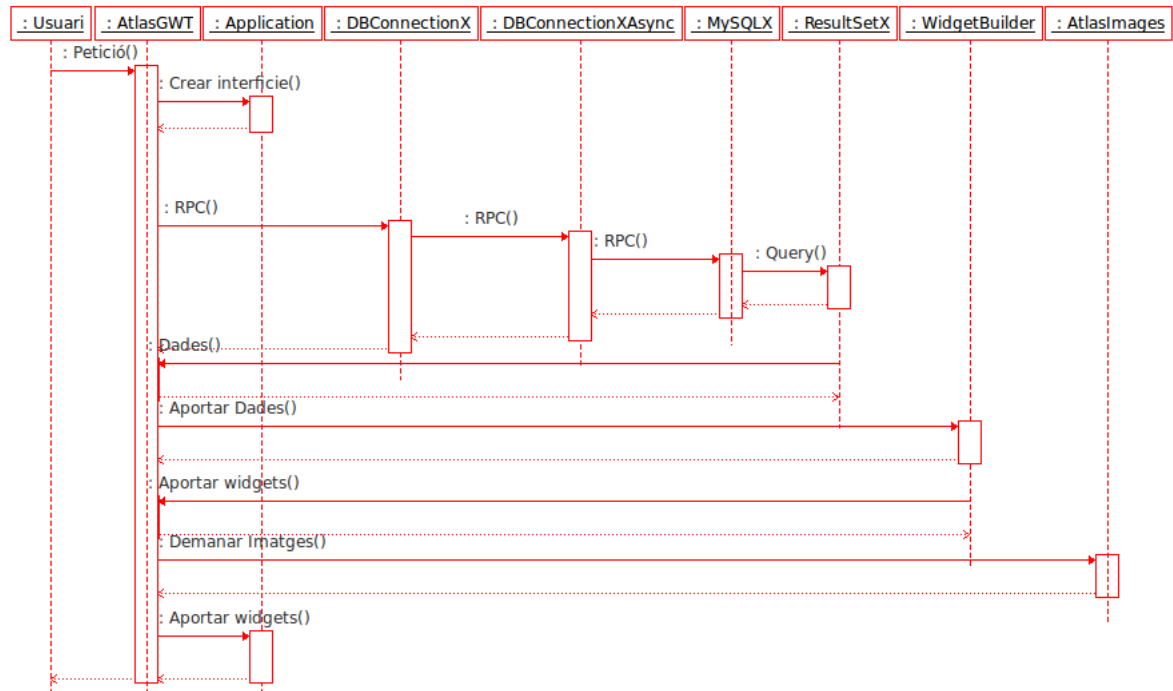 : Usuari
: AtlasGWT
: Application
: DBConnectionX
: DBConnectionXAsync
: MySQLX
: ResultSetX
: WidgetBuilder
: AtlasImages
: Petició()
: Crear interfície()
: RPC()
: RPC()
: RPC()
: Query()
: Dades()
: Aportar Dades()
: Aportar widgets()
: Demanar Imatges()
: Aportar widgets()